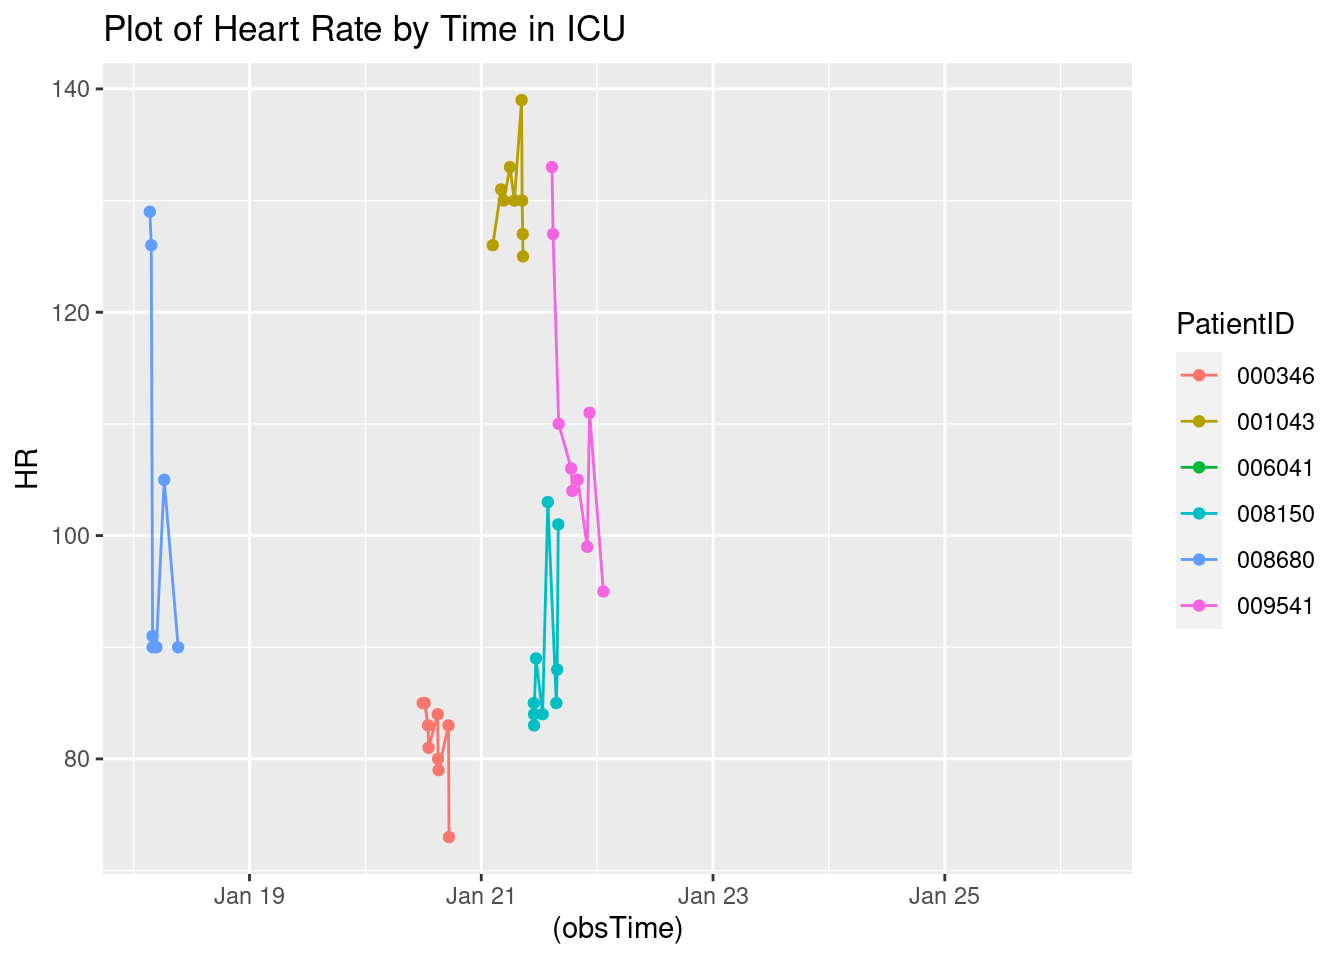 Plot of Heart Rate by Time in ICU
140
120
100
80
HR
Jan 19
Jan 21
Jan 23
Jan 25
(obsTime)
PatientID
000346
001043
006041
008150
008680
009541